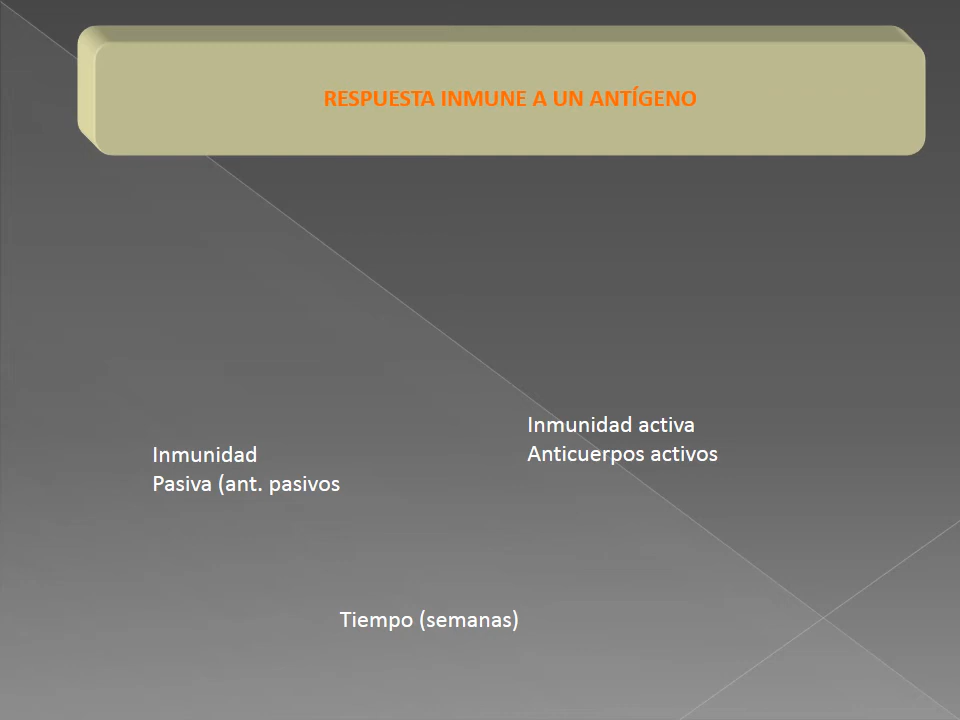 RESPUESTA INMUNE A UN ANTÍGENO
Inmunidad activa
Anticuerpos activos
Inmunidad
Pasiva (ant. pasivos
Tiempo (semanas)